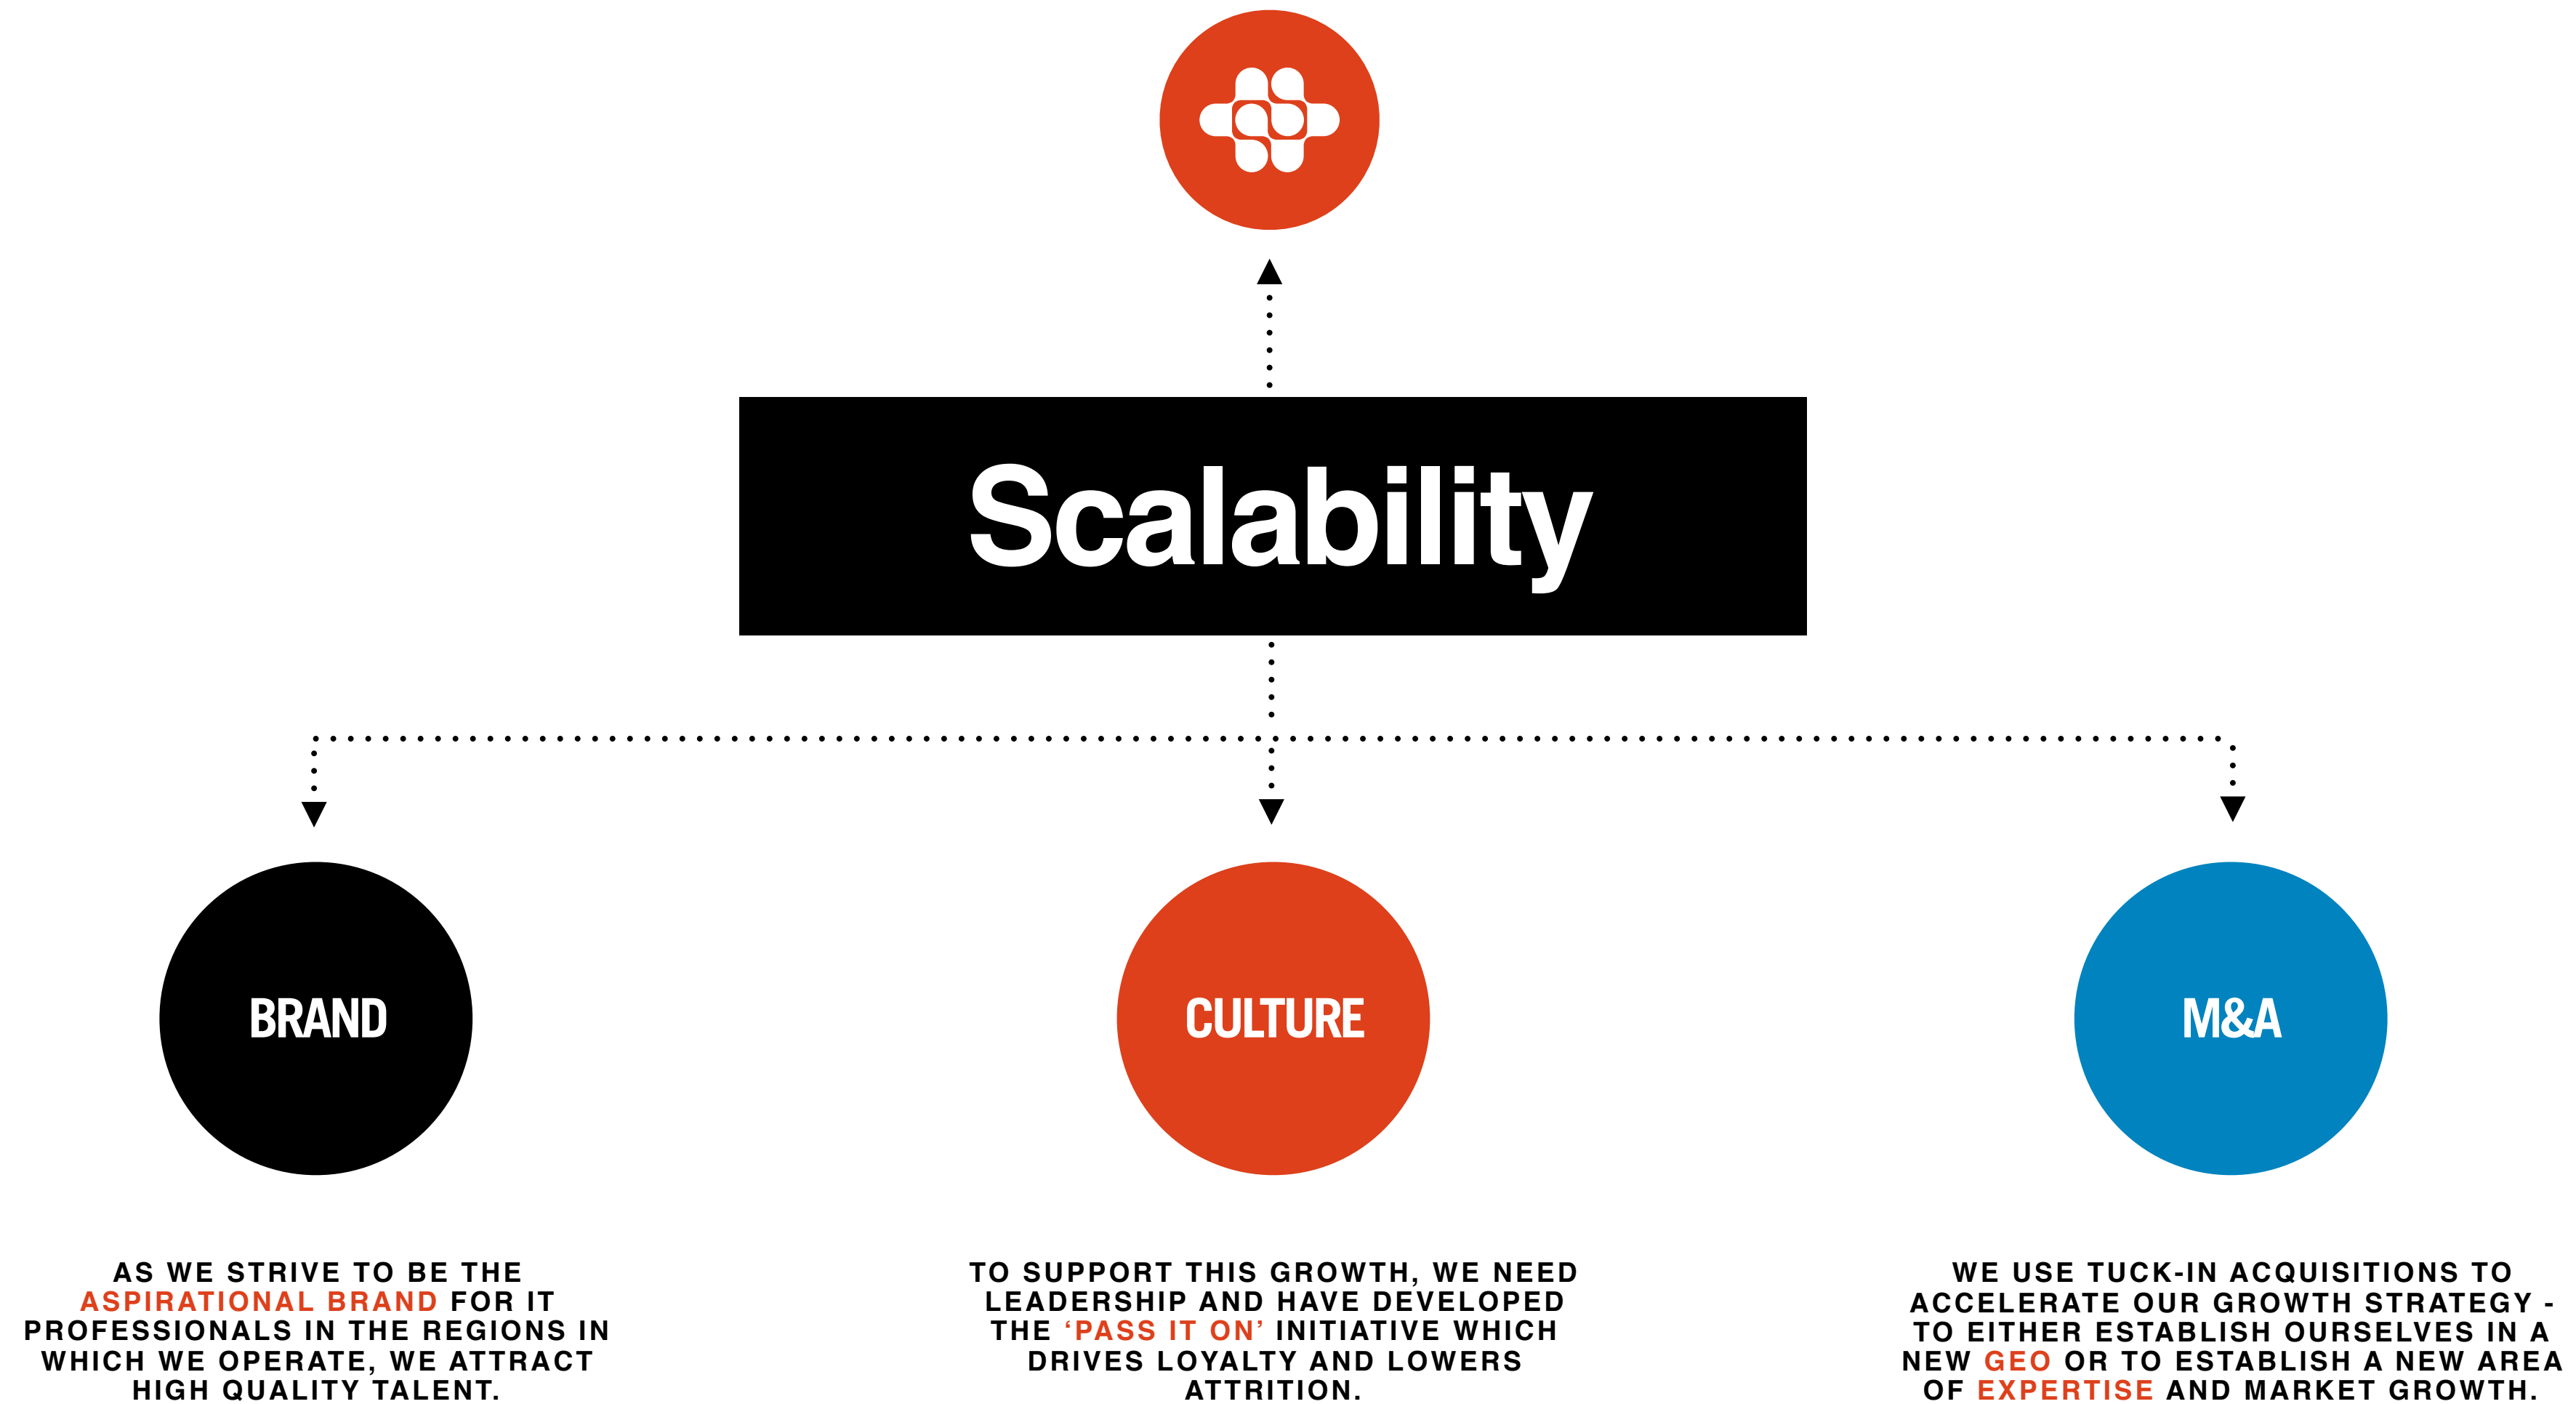 Scalability
BRAND
CULTURE
M&A
AS WE STRIVE TO BE THE
ASPIRATIONAL BRAND FOR IT
PROFESSIONALS IN THE REGIONS IN
WHICH WE OPERATE, WE ATTRACT
HIGH QUALITY TALENT.
TO SUPPORT THIS GROWTH, WE NEED
LEADERSHIP AND HAVE DEVELOPED
THE ‘PASS IT ON’ INITIATIVE WHICH
DRIVES LOYALTY AND LOWERS
ATTRITION.
WE USE TUCK-IN ACQUISITIONS TO
ACCELERATE OUR GROWTH STRATEGY -
TO EITHER ESTABLISH OURSELVES IN A
NEW GEO OR TO ESTABLISH A NEW AREA
OF EXPERTISE AND MARKET GROWTH.